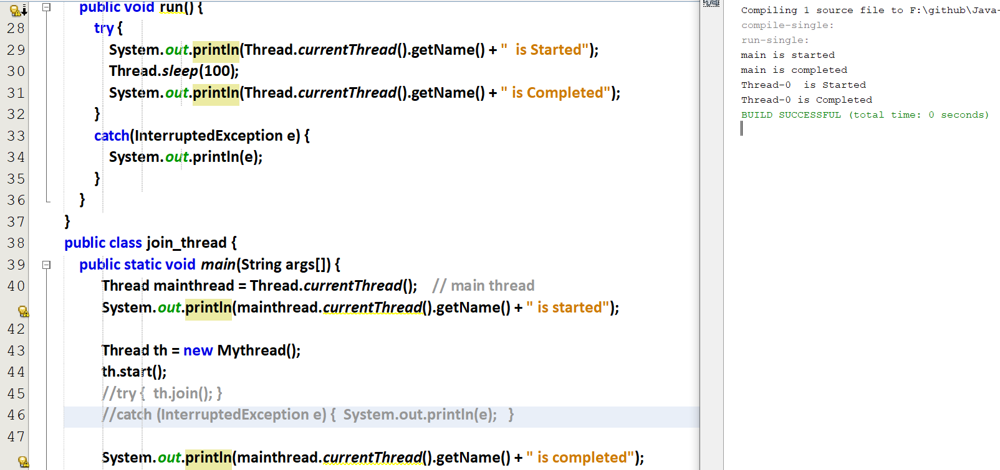 public void run() {
28 try {
29 System.out.println(Thread.currentThread().getName() + "  is Started");
30 Thread.sleep(100);
31 System.out.println(Thread.currentThread().getName() + " is Completed");
32 }
33 catch(InterruptedException e) {
34 System.out.println(e);
35 }
36 }
37 }
38 public class join_thread {
39 public static void main(String args[]) {
40 Thread mainthread = Thread.currentThread();    // main thread
System.out.println(mainthread.currentThread().getName() + " is started");
42
43 Thread th = new Mythread();
44 th.start();
45 //try {  th.join(); }
46 //catch (InterruptedException e) {  System.out.println(e);   }
47
System.out.println(mainthread.currentThread().getName() + " is completed");
Compiling 1 source file to F:\github\Java-
compile-single:
run-single:
main is started
main is completed
Thread-0  is Started
Thread-0 is Completed
BUILD SUCCESSFUL (total time: 0 seconds)